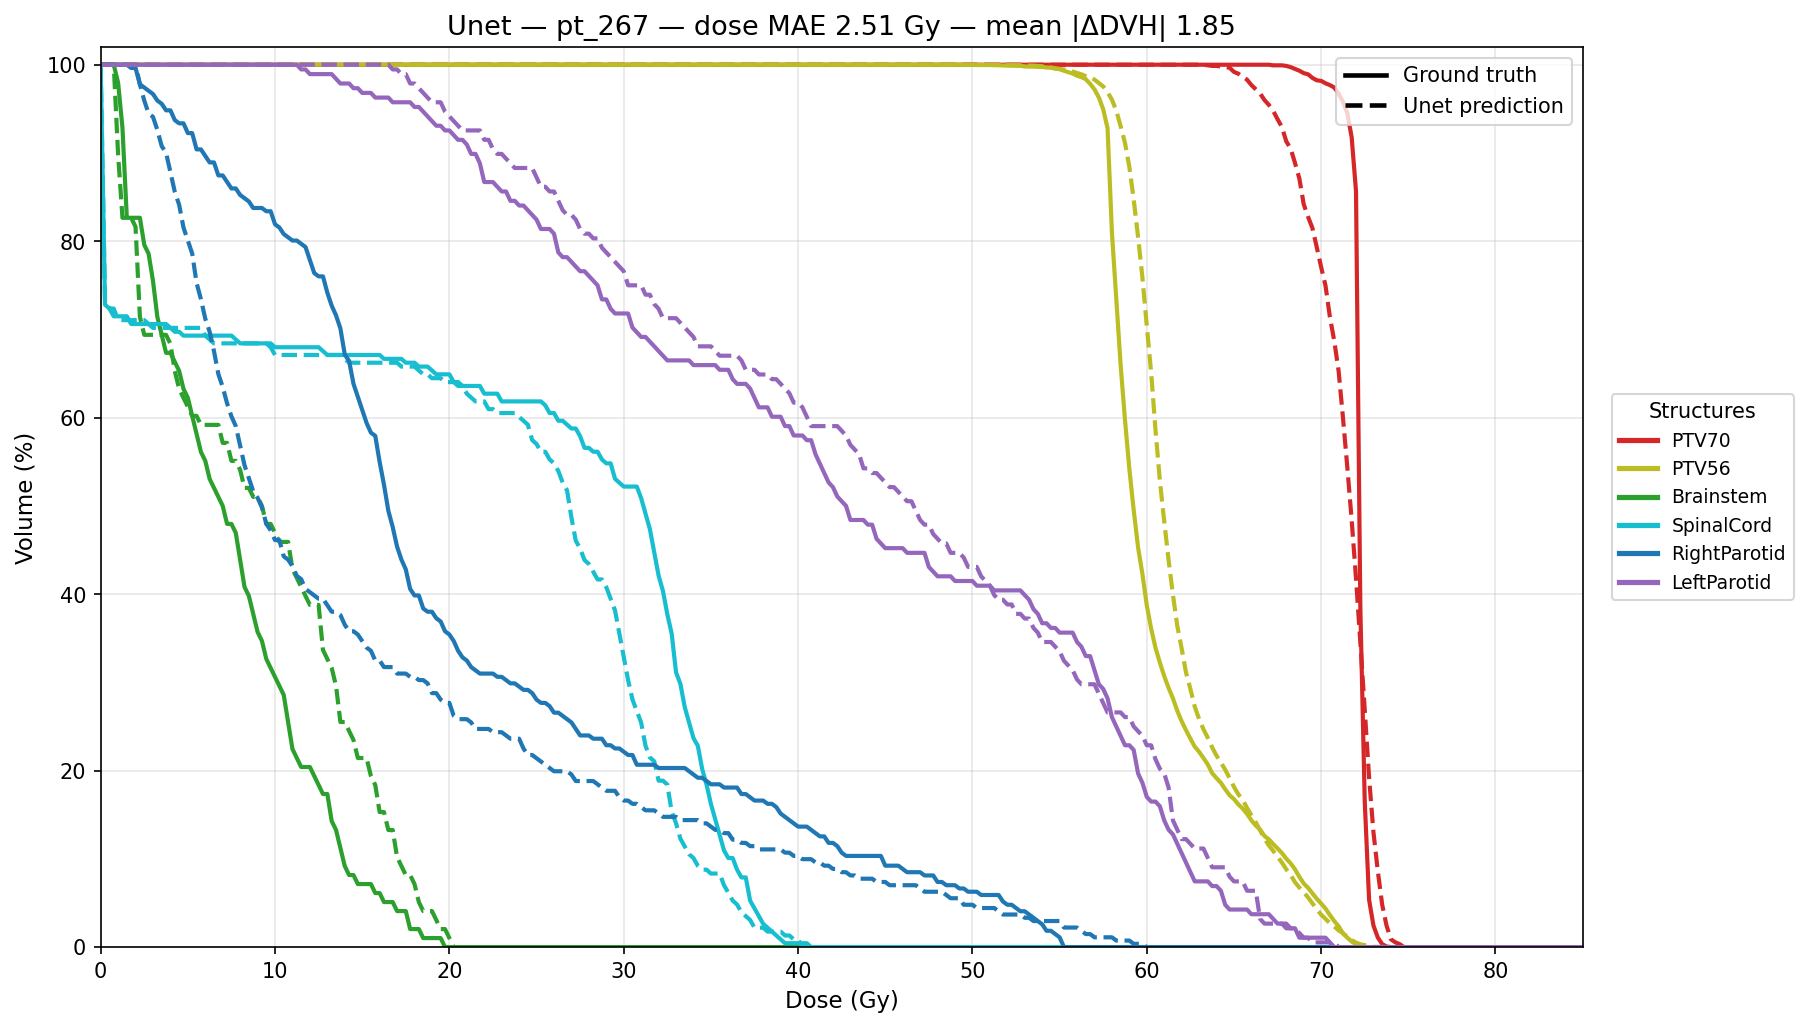 Unet — pt_267 — dose MAE 2.51 Gy — mean |ΔDVH| 1.85
Ground truth
Unet prediction
100
80
60
40
20
0
Volume (%)
0 10 20 30 40 50 60 70 80
Dose (Gy)
Structures
PTV70
PTV56
Brainstem
SpinalCord
RightParotid
LeftParotid